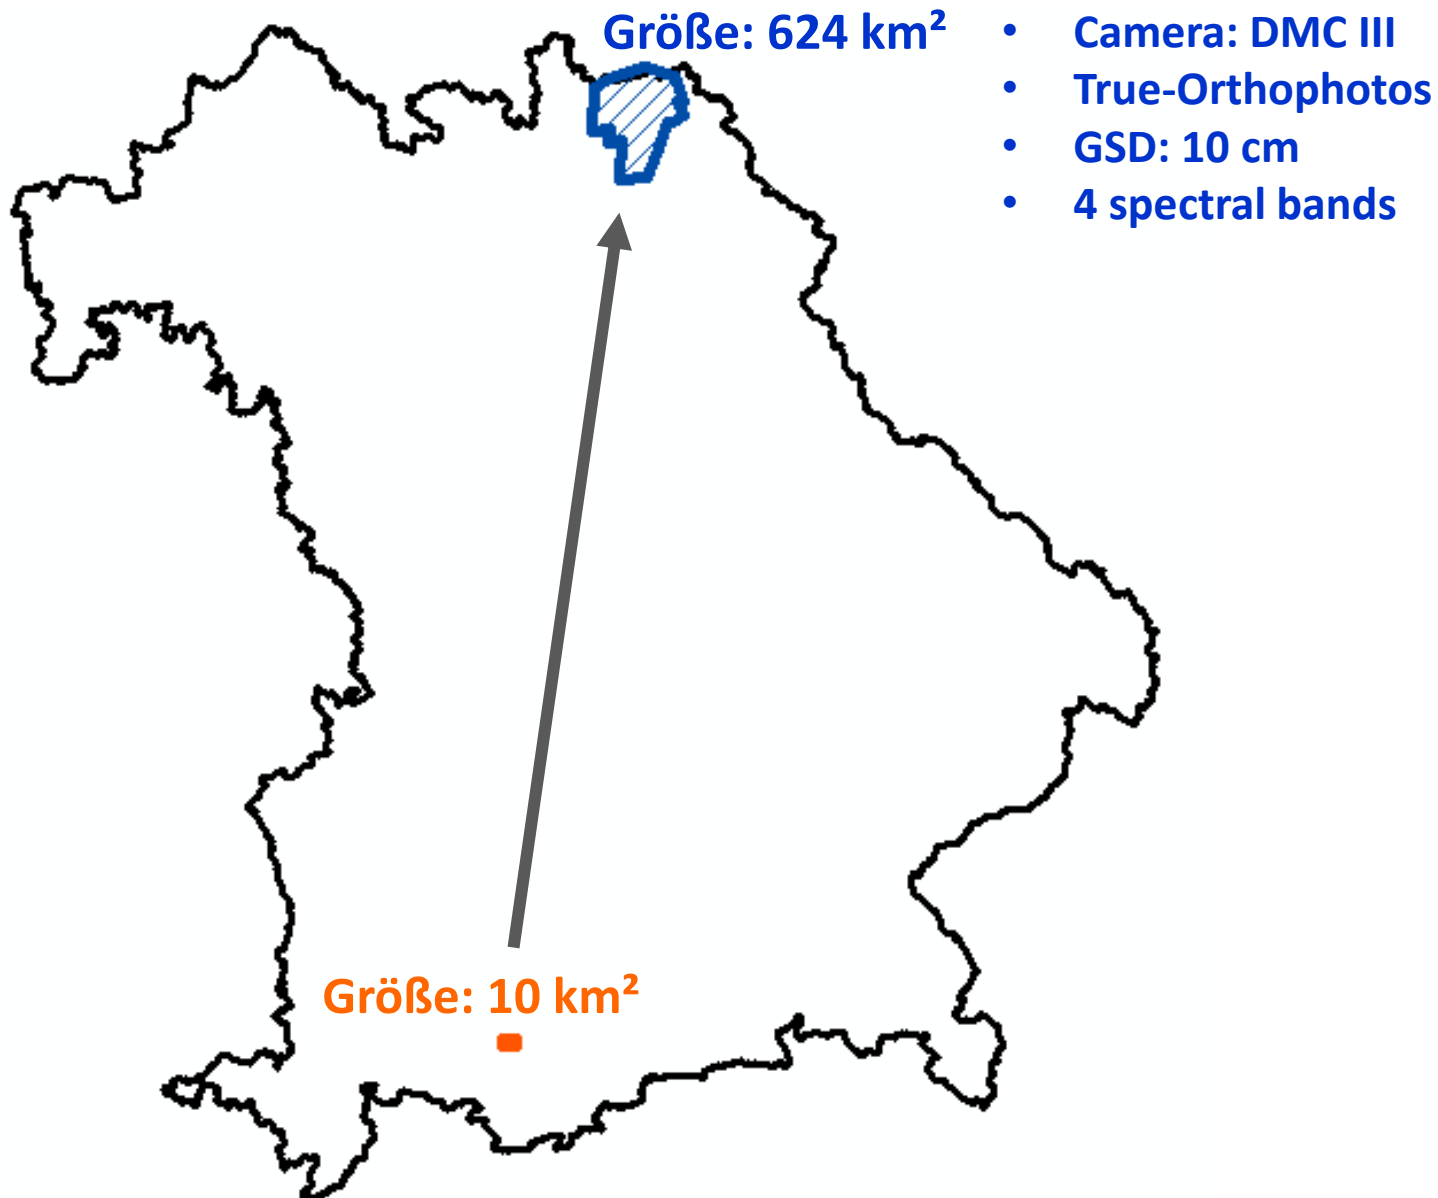 Größe: 624 km²
• Camera: DMC III
• True-Orthophotos
• GSD: 10 cm
• 4 spectral bands
Größe: 10 km²